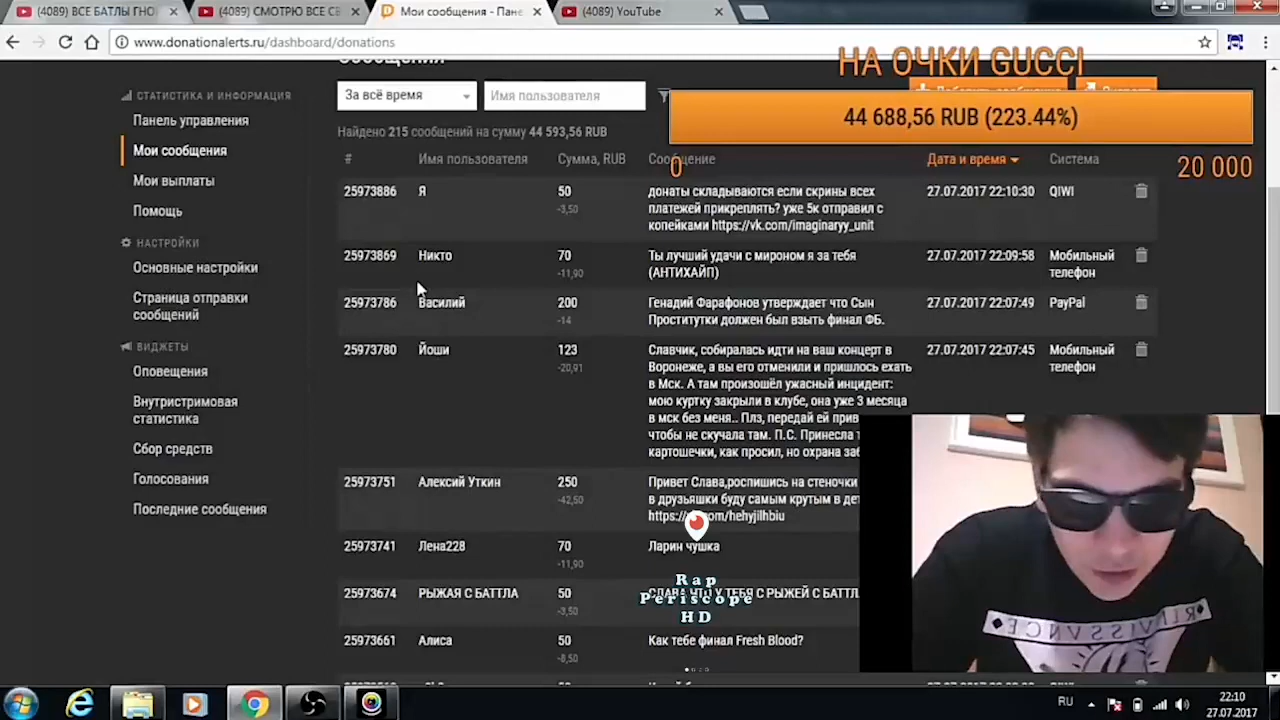 (4089) ВСЕ БАТЛЫ ГНО
(4089) СМОТРЮ ВСЕ СЕ
Мои сообщения - Пане
(4089) YouTube
www.donationalerts.ru/dashboard/donations
НА ОЧКИ GUCCI
44 688,56 RUB (223.44%)
0
20 000
СТАТИСТИКА И ИНФОРМАЦИЯ
Панель управления
Мои сообщения
Мои выплаты
Помощь
НАСТРОЙКИ
Основные настройки
Страница отправки
сообщений
ВИДЖЕТЫ
Оповещения
Внутристримовая
статистика
Сбор средств
Голосования
Последние сообщения
Сообщения
За всё время
Имя пользователя
Найдено 215 сообщений на сумму 44 593,56 RUB
# Имя пользователя Сумма, RUB Сообщение Дата и время Система
25973886 Я 50 донаты складываются если скрины всех 27.07.2017 22:10:30 QIWI
-3,50 платежей прикреплять? уже 5к отправил с
копейками https://vk.com/imaginaryy_unit
25973869 Никто 70 Ты лучший удачи с мироном я за тебя 27.07.2017 22:09:58 Мобильный
-11,90 (АНТИХАЙП) телефон
25973786 Василий 200 Генадий Фарафонов утверждает что Сын 27.07.2017 22:07:49 PayPal
-14 Проститутки должен был взыть финал ФБ.
25973780 Йоши 123 Славчик, собиралась идти на ваш концерт в 27.07.2017 22:07:45 Мобильный
-20,91 Воронеже, а вы его отменили и пришлось ехать телефон
в Мск. А там произошёл ужасный инцидент:
мою куртку закрыли в клубе, она уже 3 месяца
в мск без меня.. Плз, передай ей прив
чтобы не скучала там. П.С. Принесла
картошечки, как просил, но охрана
25973751 Алексий Уткин 250 Привет Слава,роспишись на стеночки
-42,50 в друзьяшки буду самым крутым в дет
com/hehyjilhbiu
25973741 Лена228 70 Ларин чушка
-11,90
25973674 РЫЖАЯ С БАТТЛА 50 СЛАВА ЧТО У ТЕБЯ С РЫЖЕЙ С БАТТЛ
-3,50
25973661 Алиса 50 Как тебе финал Fresh Blood?
-8,50
Rap
Periscope
HD
RU
22:10
27.07.2017